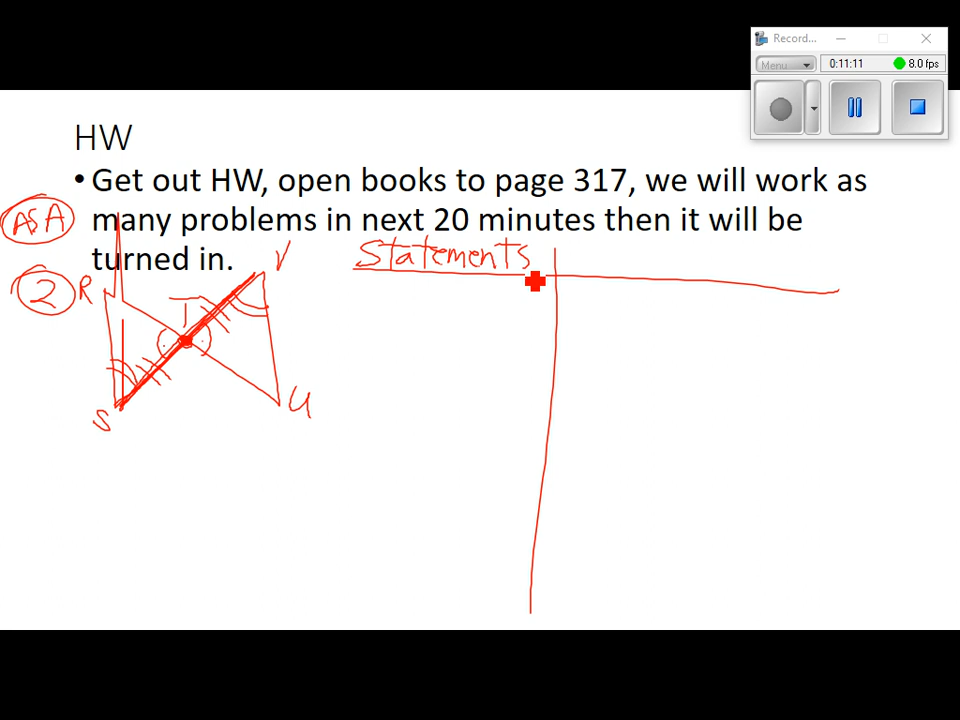 Record...
Menu
0:11:11
8.0 fps
HW
•Get out HW, open books to page 317, we will work as
many problems in next 20 minutes then it will be
turned in.
ASA
Statements
2
R
V
T
S
U